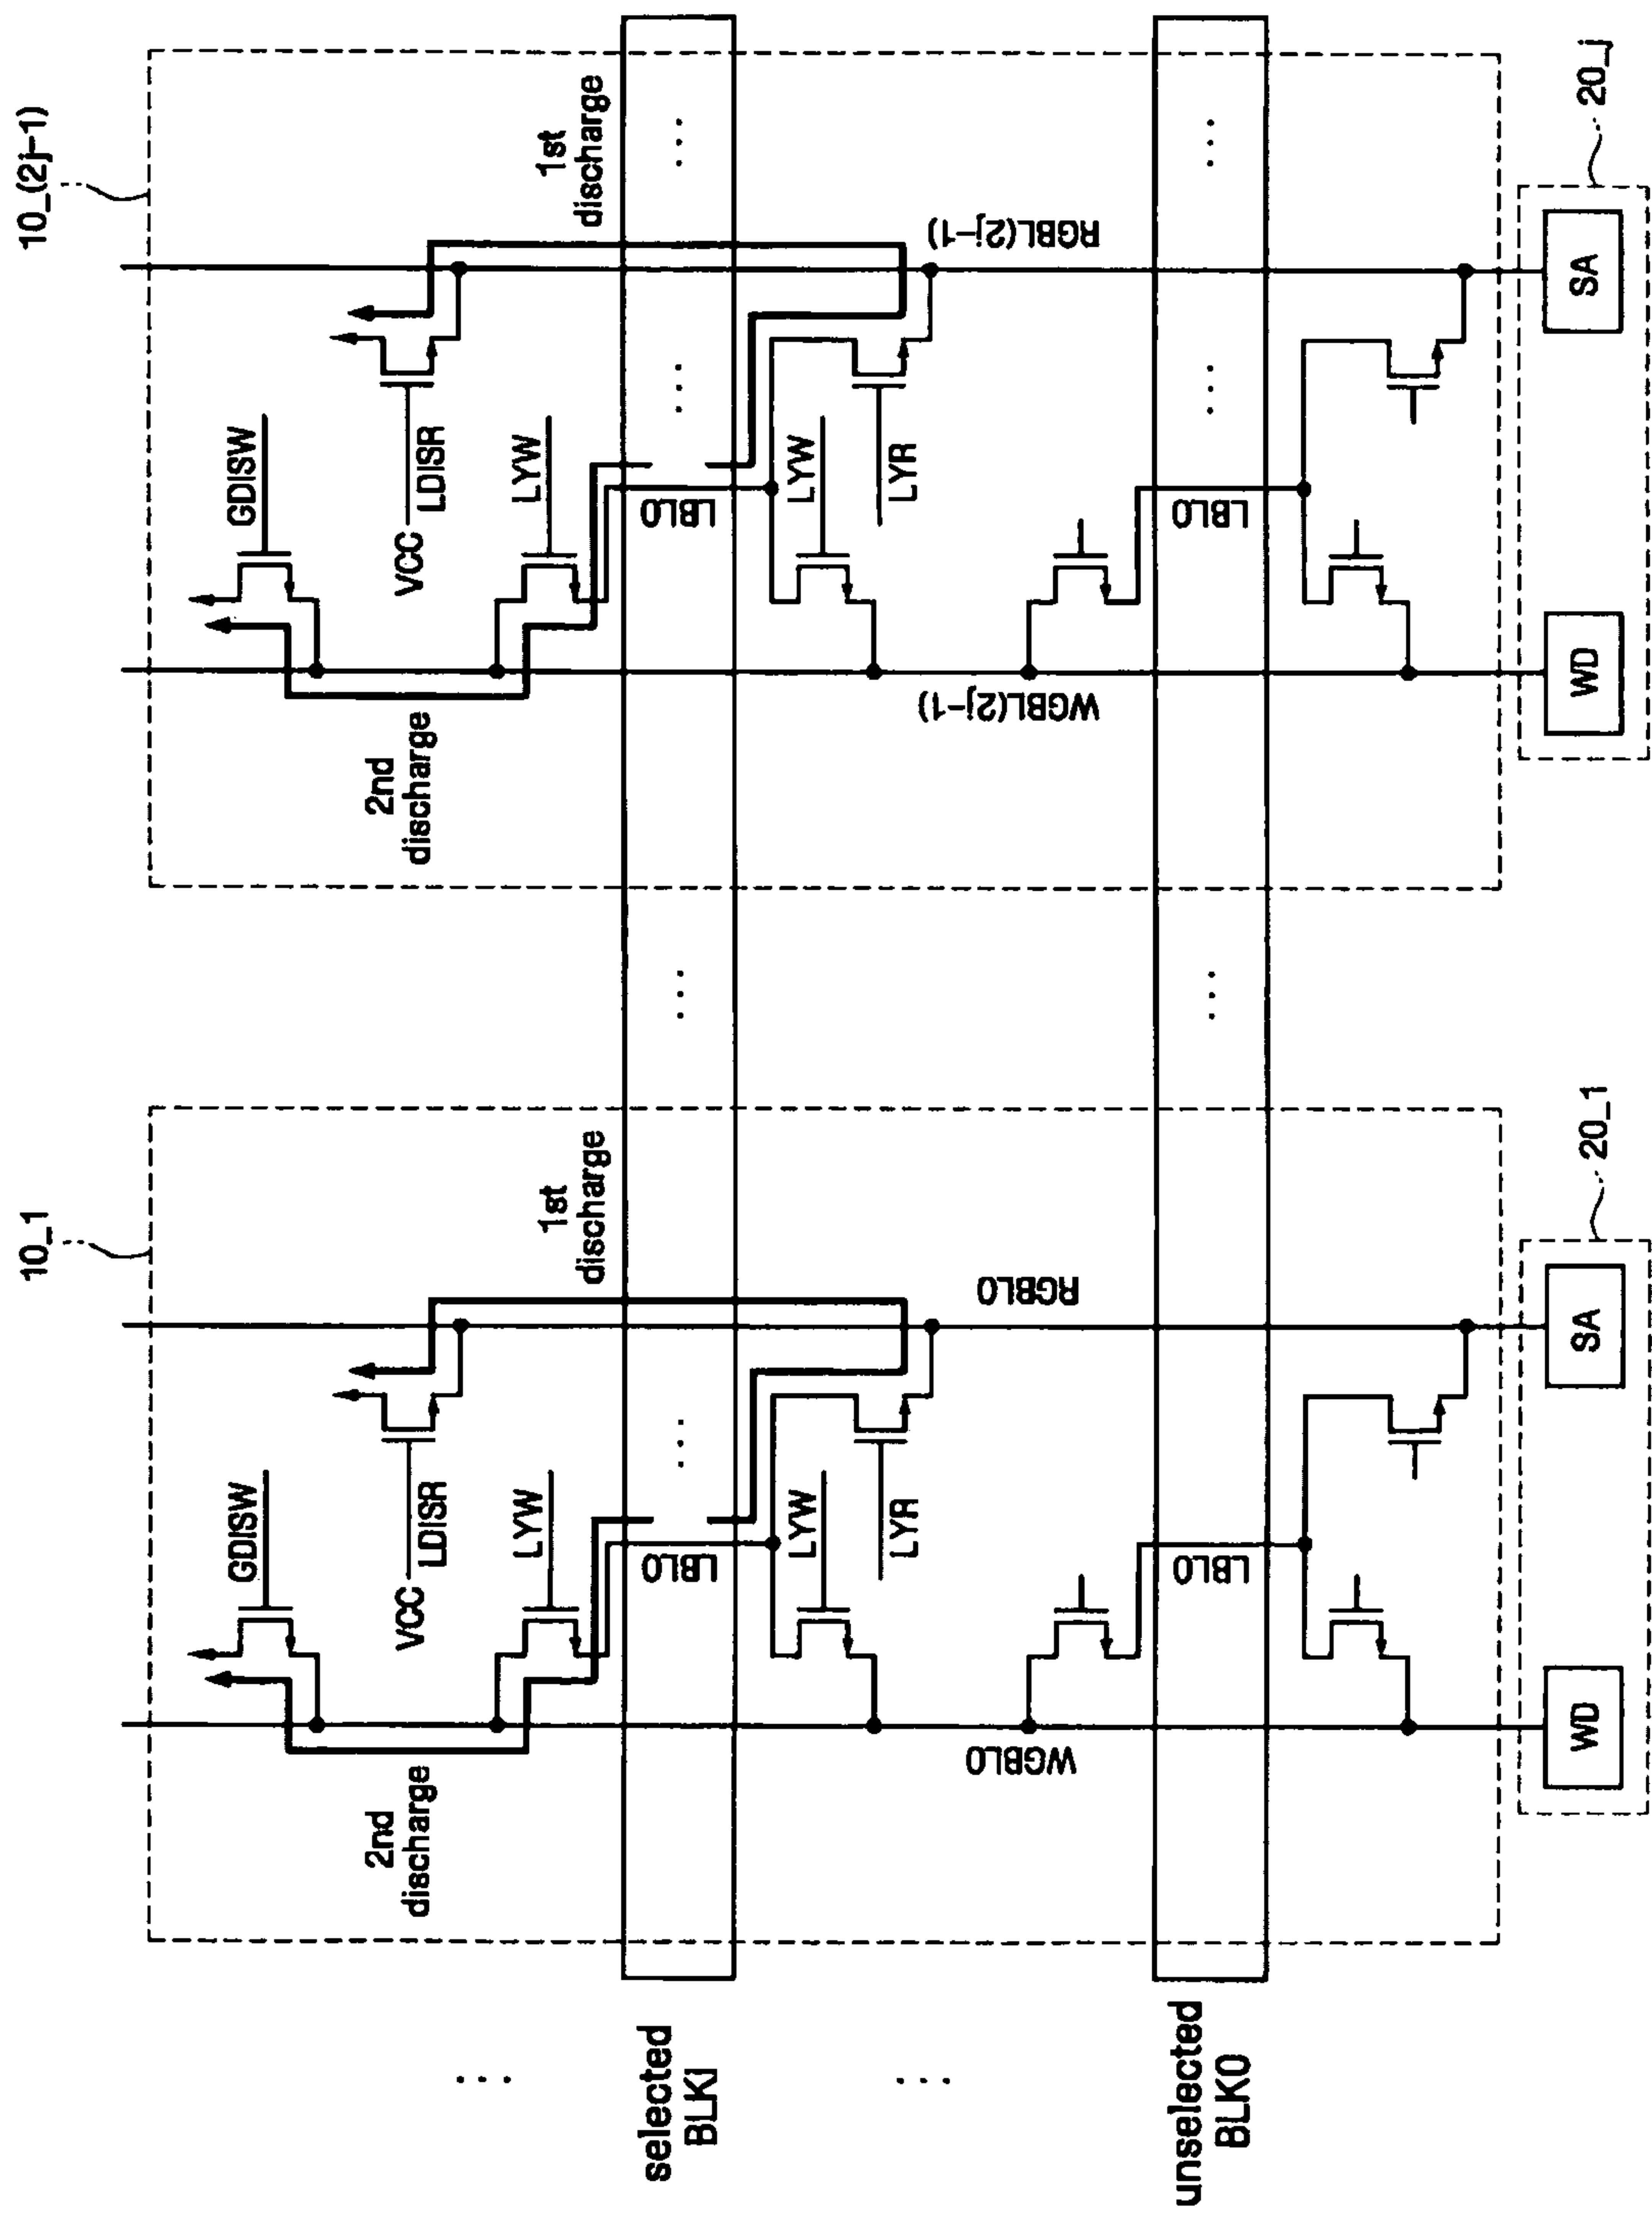 10_1
GDISW
VCC
LDISR
LYW
2nd
discharge
1st
discharge
LBL0
LYW
LYR
WGBL0
RGBL0
LBL0
WD
SA
20_1
10_(2j-1)
GDISW
VCC
LDISR
LYW
2nd
discharge
1st
discharge
LBL0
LYW
LYR
WGBL(2j-1)
RGBL(2j-1)
LBL0
WD
SA
20_j
...
selected
BLKi
...
...
...
...
unselected
BLK0
...
...